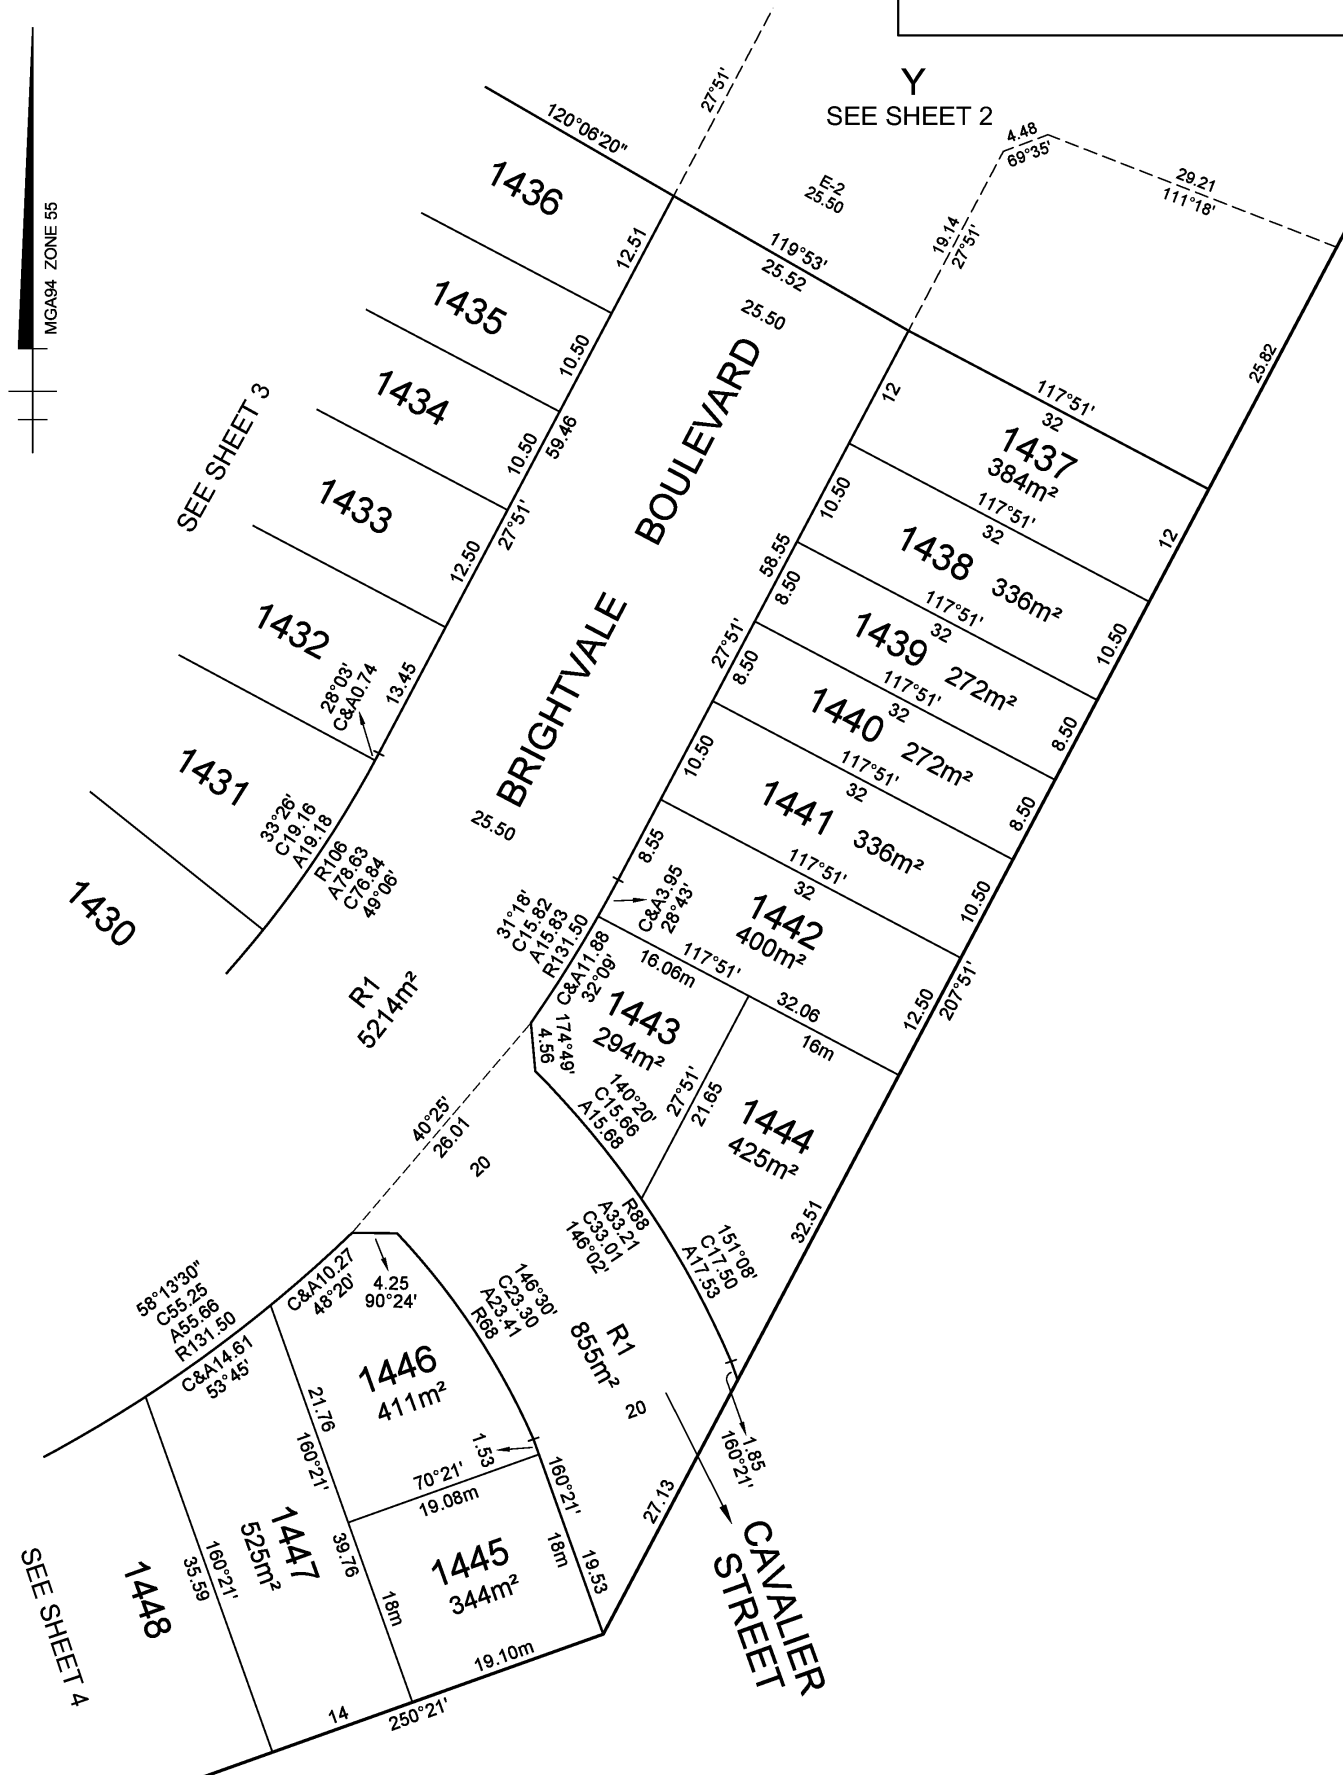 Y
SEE SHEET 2
27°51'
120°06'20"
4.48
69°35'
29.21
111°18'
E-2
25.50
19.14
27°51'
MGA94 ZONE 55
1436
12.51
119°53'
25.52
25.50
1435
10.50
25.82
SEE SHEET 3
1434
10.50
59.46
12
117°51'
32
1437
384m²
1433
12.50
27°51'
BRIGHTVALE BOULEVARD
10.50
117°51'
32
12
58.55
1438
336m²
8.50
117°51'
32
10.50
1432
28°03'
C&A0.74
13.45
27°51'
1439
272m²
8.50
117°51'
32
8.50
1440
272m²
1431
33°26'
C19.16
A19.18
R106
A78.63
C76.84
49°06'
25.50
10.50
117°51'
32
8.50
1441
336m²
8.55
117°51'
32
10.50
1430
31°18'
C15.82
A15.83
R131.50
C&A3.95
28°43'
1442
400m²
C&A11.88
32°09'
117°51'
16.06m
32.06
16m
12.50
207°51'
R1
5214m²
1443
294m²
174°49'
4.56
140°20'
C15.66
A15.68
27°51'
21.65
1444
425m²
40°25'
26.01
20
R88
A33.21
C33.01
146°02'
151°08'
C17.50
A17.53
32.51
58°13'30"
C55.25
A55.66
R131.50
C&A10.27
48°20'
4.25
90°24'
146°30'
C23.30
A23.41
R68
R1
855m²
C&A14.61
53°45'
1446
411m²
21.76
160°21'
20
1.53
1.85
160°21'
70°21'
19.08m
160°21'
27.13
CAVALIER
STREET
1447
525m²
39.76
1445
344m²
18m
19.53
SEE SHEET 4
1448
160°21'
35.59
18m
19.10m
14
250°21'